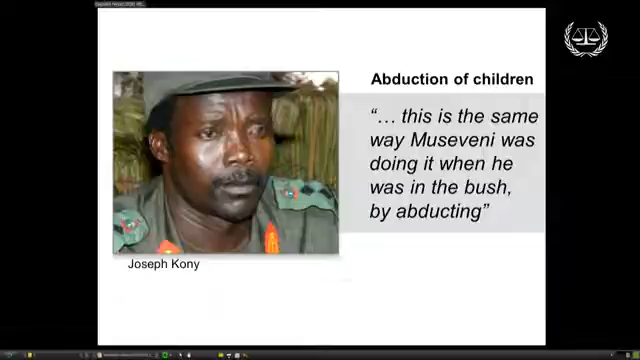 Abduction of children
“… this is the same
way Museveni was
doing it when he
was in the bush,
by abducting”
Joseph Kony